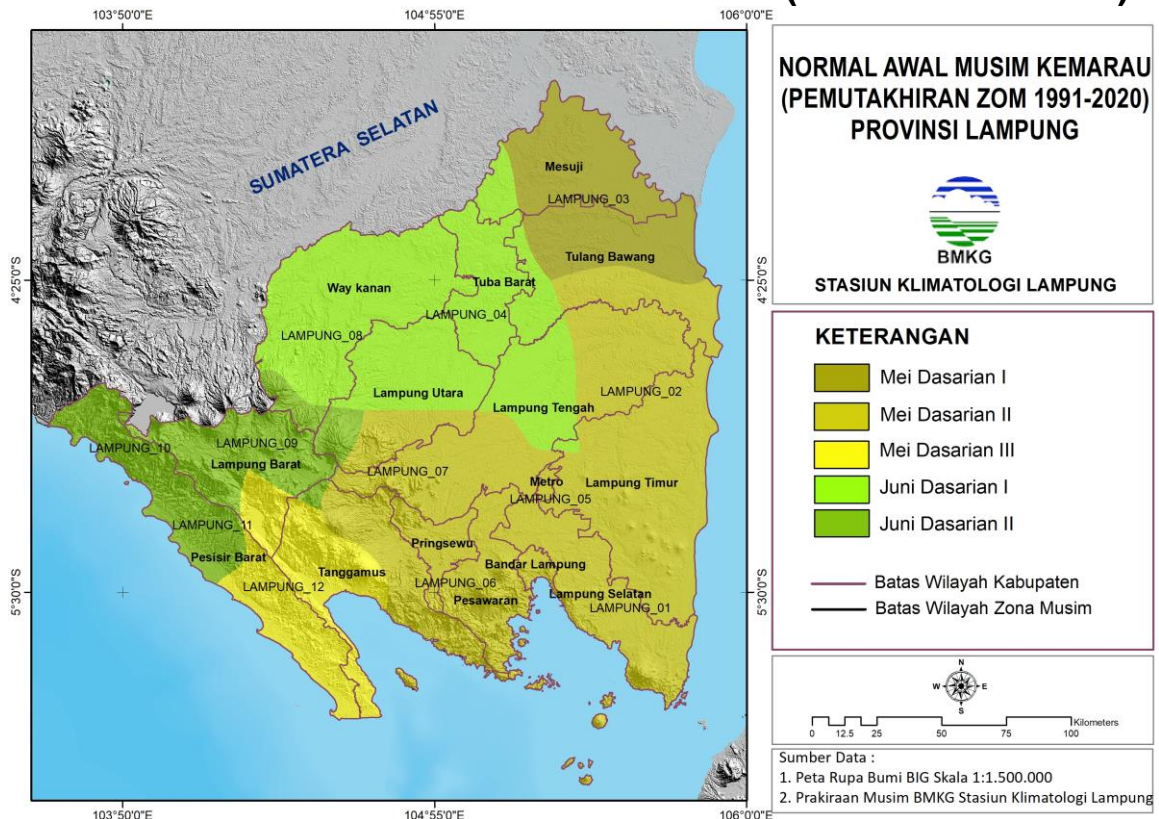 103°50'0"E
104°55'0"E
106°0'0"E
4°25'0"S
5°30'0"S
SUMATERA SELATAN
Mesuji
LAMPUNG_03
Tulang Bawang
Way kanan
Tuba Barat
LAMPUNG_04
LAMPUNG_08
LAMPUNG_02
Lampung Utara
Lampung Tengah
LAMPUNG_10
LAMPUNG_09
Lampung Barat
LAMPUNG_07
Metro
Lampung Timur
LAMPUNG_05
LAMPUNG_11
Pringsewu
Pesisir Barat
Bandar Lampung
Tanggamus
LAMPUNG_12
LAMPUNG_06
Pesawaran
Lampung Selatan
LAMPUNG_01
4°25'0"S
5°30'0"S
103°50'0"E
104°55'0"E
106°0'0"E
NORMAL AWAL MUSIM KEMARAU
(PEMUTAKHIRAN ZOM 1991-2020)
PROVINSI LAMPUNG
BMKG
STASIUN KLIMATOLOGI LAMPUNG
KETERANGAN
Mei Dasarian I
Mei Dasarian II
Mei Dasarian III
Juni Dasarian I
Juni Dasarian II
Batas Wilayah Kabupaten
Batas Wilayah Zona Musim
N
W E
S
Kilometers
0 12.5 25 50 75 100
Sumber Data :
1. Peta Rupa Bumi BIG Skala 1:1.500.000
2. Prakiraan Musim BMKG Stasiun Klimatologi Lampung